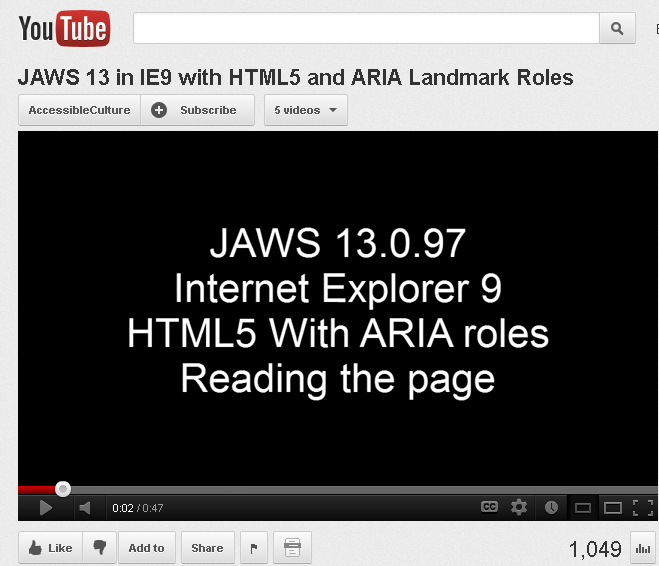 YouTube
JAWS 13 in IE9 with HTML5 and ARIA Landmark Roles
AccessibleCulture Subscribe 5 videos
JAWS 13.0.97
Internet Explorer 9
HTML5 With ARIA roles
Reading the page
0:02 / 0:47 CC
Like Add to Share 1,049